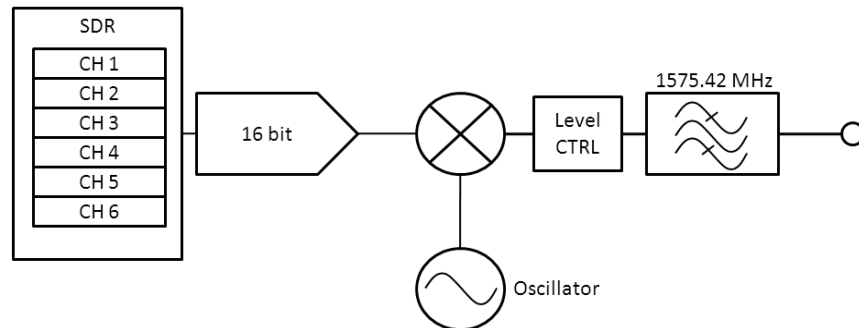 SDR
CH 1
CH 2
CH 3
CH 4
CH 5
CH 6
16 bit
Level
CTRL
1575.42 MHz
Oscillator